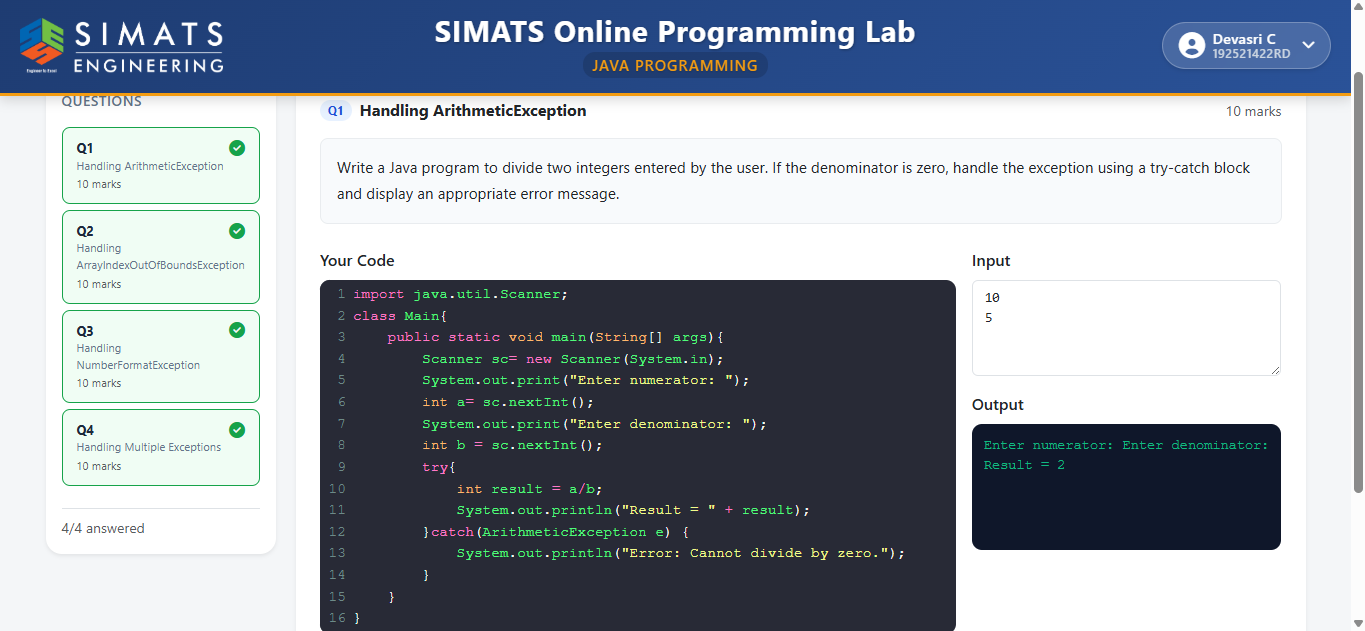 SIMATS
ENGINEERING
Engineer to Excel
SIMATS Online Programming Lab
JAVA PROGRAMMING
Devasri C
192521422RD
QUESTIONS
Q1
Handling ArithmeticException
10 marks
Q2
Handling
ArrayIndexOutOfBoundsException
10 marks
Q3
Handling
NumberFormatException
10 marks
Q4
Handling Multiple Exceptions
10 marks
4/4 answered
Q1 Handling ArithmeticException 10 marks
Write a Java program to divide two integers entered by the user. If the denominator is zero, handle the exception using a try-catch block
and display an appropriate error message.
Your Code
1 import java.util.Scanner;
2 class Main{
3     public static void main(String[] args){
4         Scanner sc= new Scanner(System.in);
5         System.out.print("Enter numerator: ");
6         int a= sc.nextInt();
7         System.out.print("Enter denominator: ");
8         int b = sc.nextInt();
9         try{
10             int result = a/b;
11             System.out.println("Result = " + result);
12         }catch(ArithmeticException e) {
13             System.out.println("Error: Cannot divide by zero.");
14         }
15     }
16 }
Input
10
5
Output
Enter numerator: Enter denominator:
Result = 2